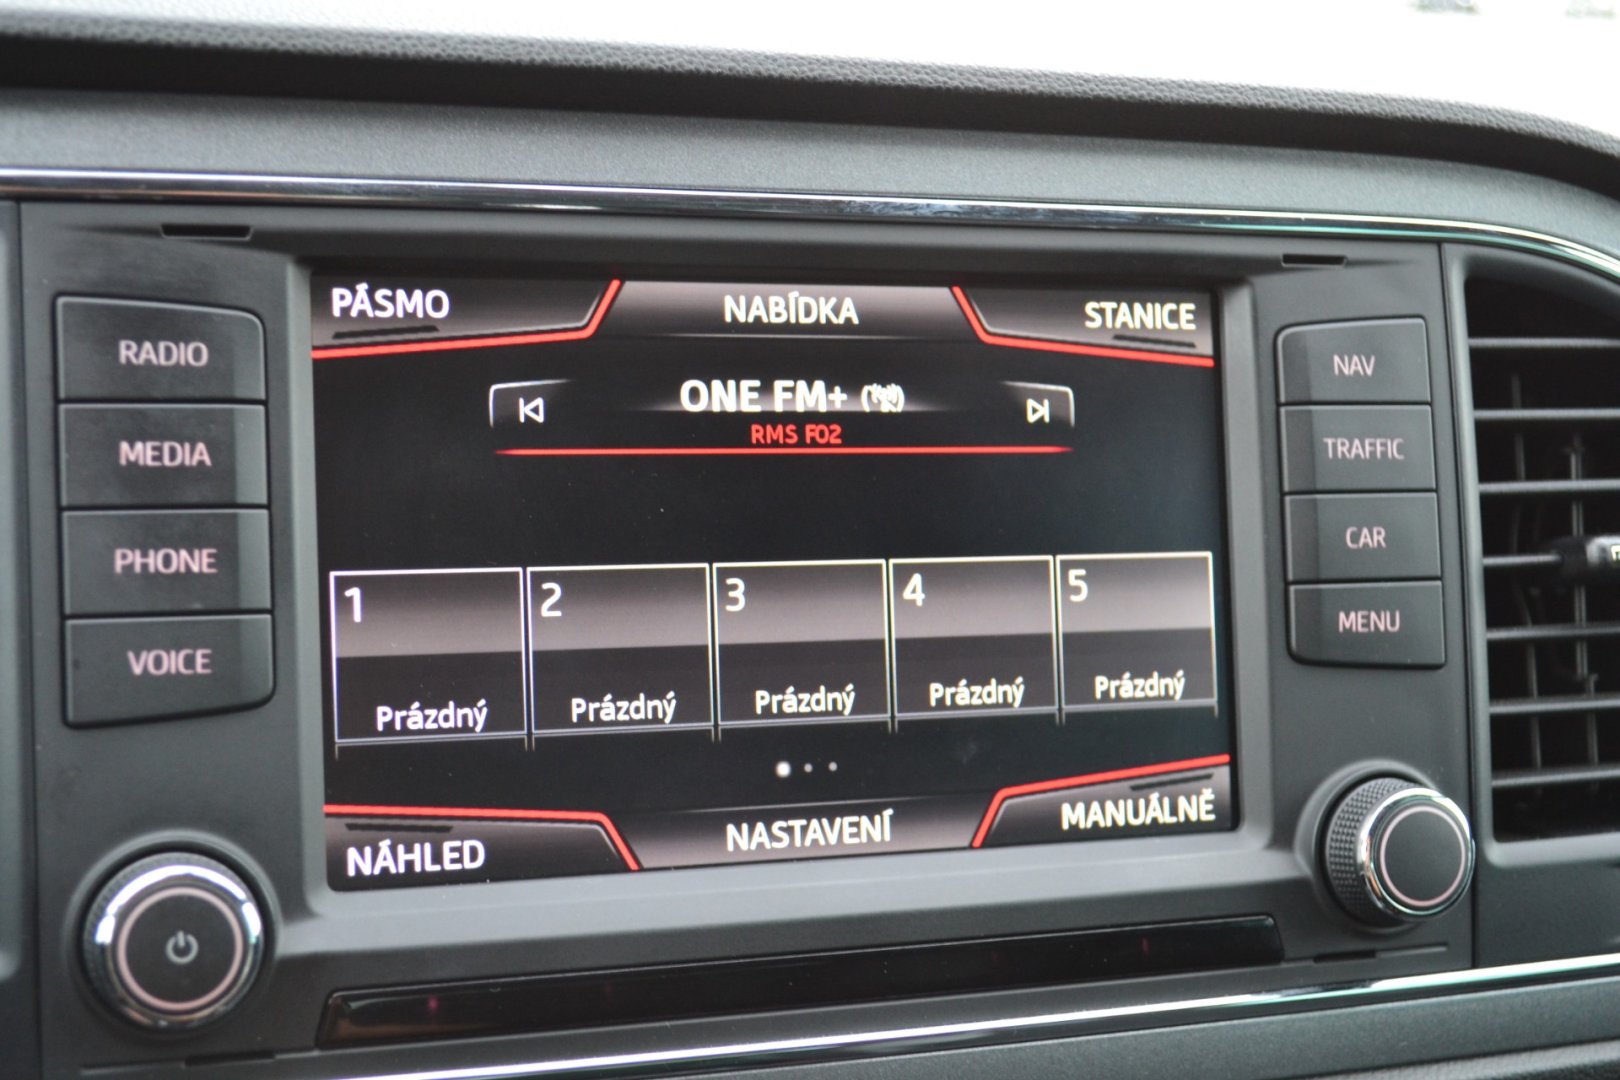 PÁSMO
NABÍDKA
STANICE
ONE FM+
RMS F02
1
2
3
4
5
Prázdný
Prázdný
Prázdný
Prázdný
Prázdný
NÁHLED
NASTAVENÍ
MANUÁLNĚ
RADIO
MEDIA
PHONE
VOICE
NAV
TRAFFIC
CAR
MENU